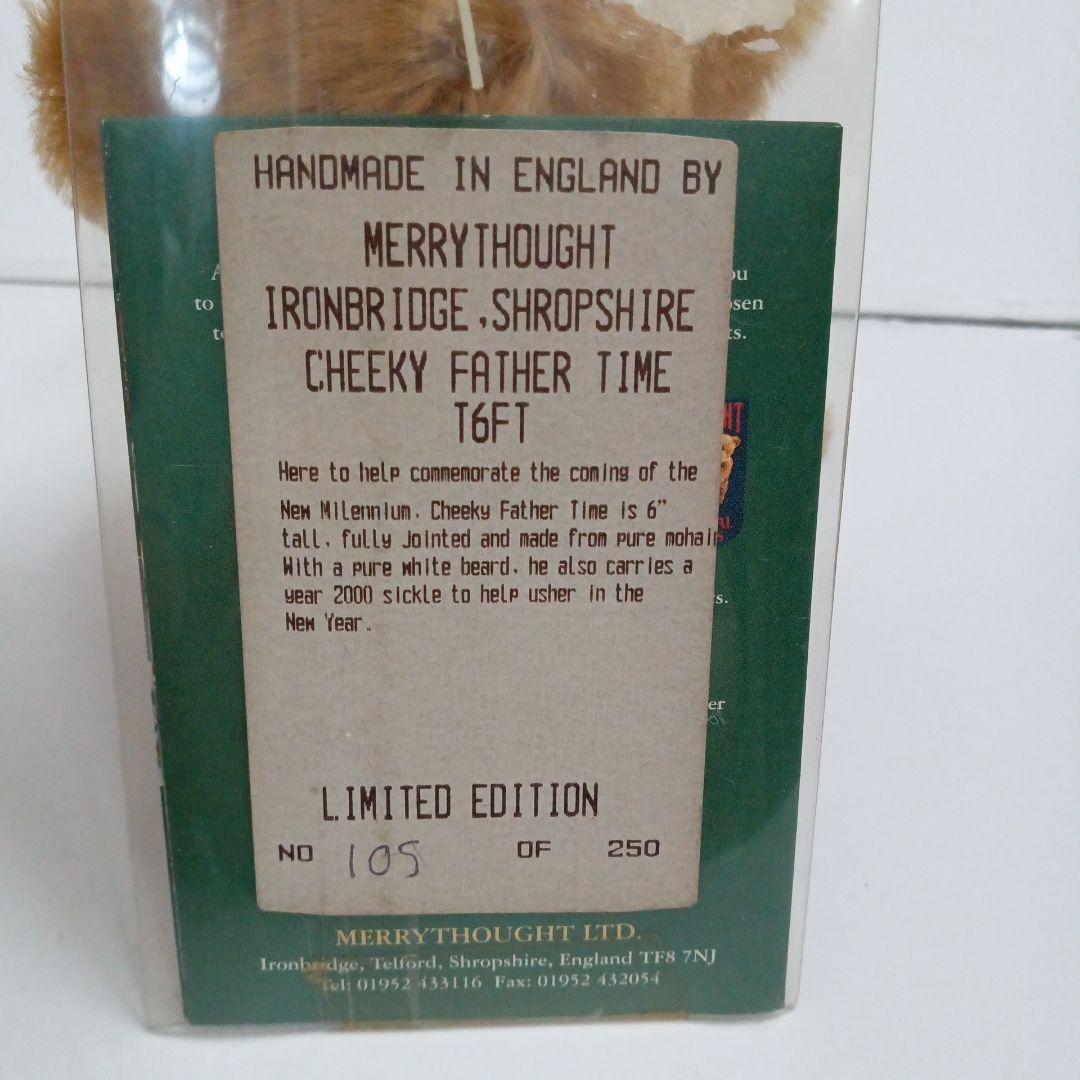 HANDMADE IN ENGLAND BY
MERRYTHOUGHT
IRONBRIDGE, SHROPSHIRE
CHEEKY FATHER TIME
T6FT
Here to help commemorate the coming of the
New Milennium. Cheeky Father Time is 6"
tall, fully jointed and made from pure mohair
With a pure white beard, he also carries a
year 2000 sickle to help usher in the
New Year.
LIMITED EDITION
NO 105 OF 250
MERRYTHOUGHT LTD.
Ironbridge, Telford, Shropshire, England TF8 7NJ
Tel: 01952 433116 Fax: 01952 432054